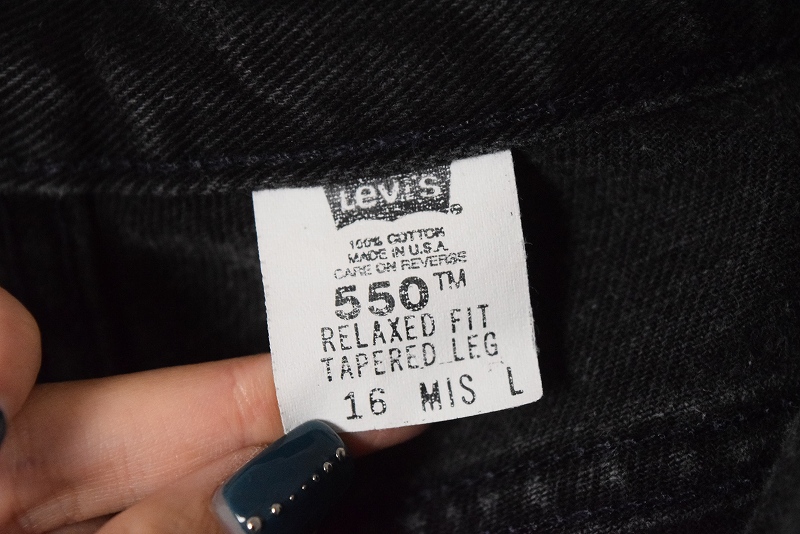 Levi's ®
100% COTTON
MADE IN U.S.A.
CARE ON REVERSE
550™
RELAXED FIT
TAPERED LEG
16 MIS L